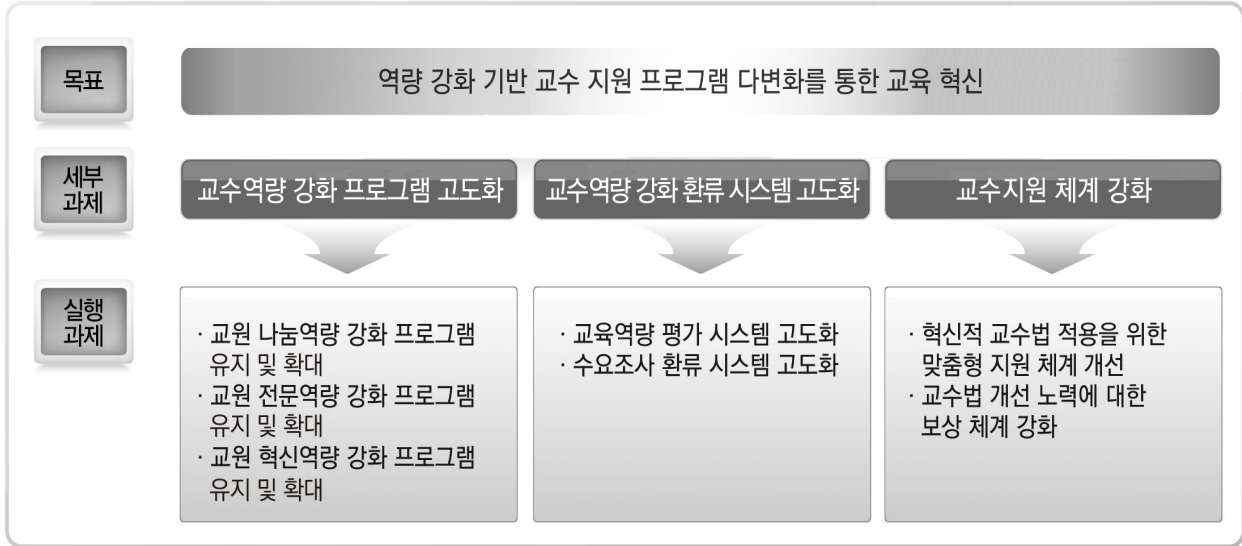 목표
역량 강화 기반 교수 지원 프로그램 다변화를 통한 교육 혁신
세부
과제
교수역량 강화 프로그램 고도화
교수역량 강화 환류 시스템 고도화
교수지원 체계 강화
실행
과제
· 교원 나눔역량 강화 프로그램
유지 및 확대
· 교원 전문역량 강화 프로그램
유지 및 확대
· 교원 혁신역량 강화 프로그램
유지 및 확대
· 교육역량 평가 시스템 고도화
· 수요조사 환류 시스템 고도화
· 혁신적 교수법 적용을 위한
맞춤형 지원 체계 개선
· 교수법 개선 노력에 대한
보상 체계 강화